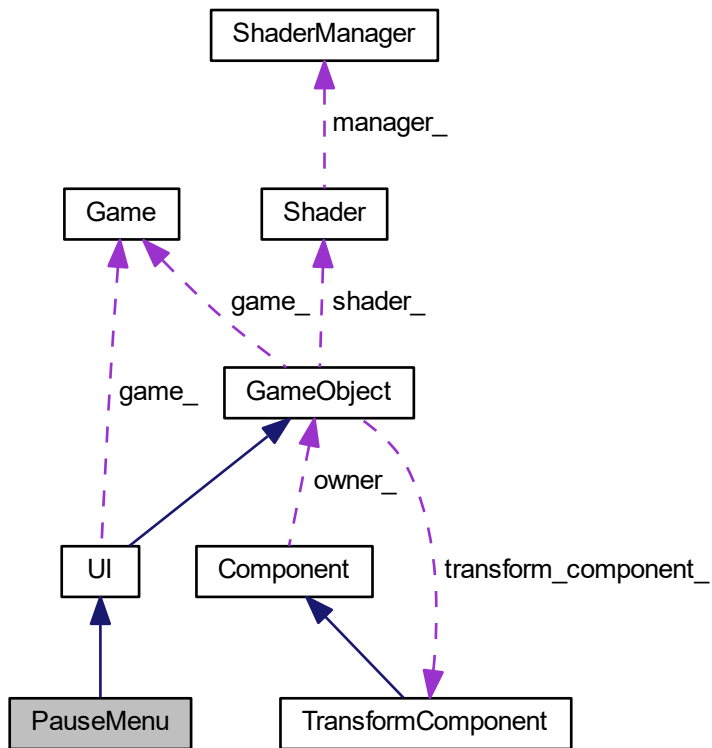 ShaderManager
manager_
Game
Shader
game_
shader_
GameObject
game_
owner_
UI
Component
transform_component_
PauseMenu
TransformComponent